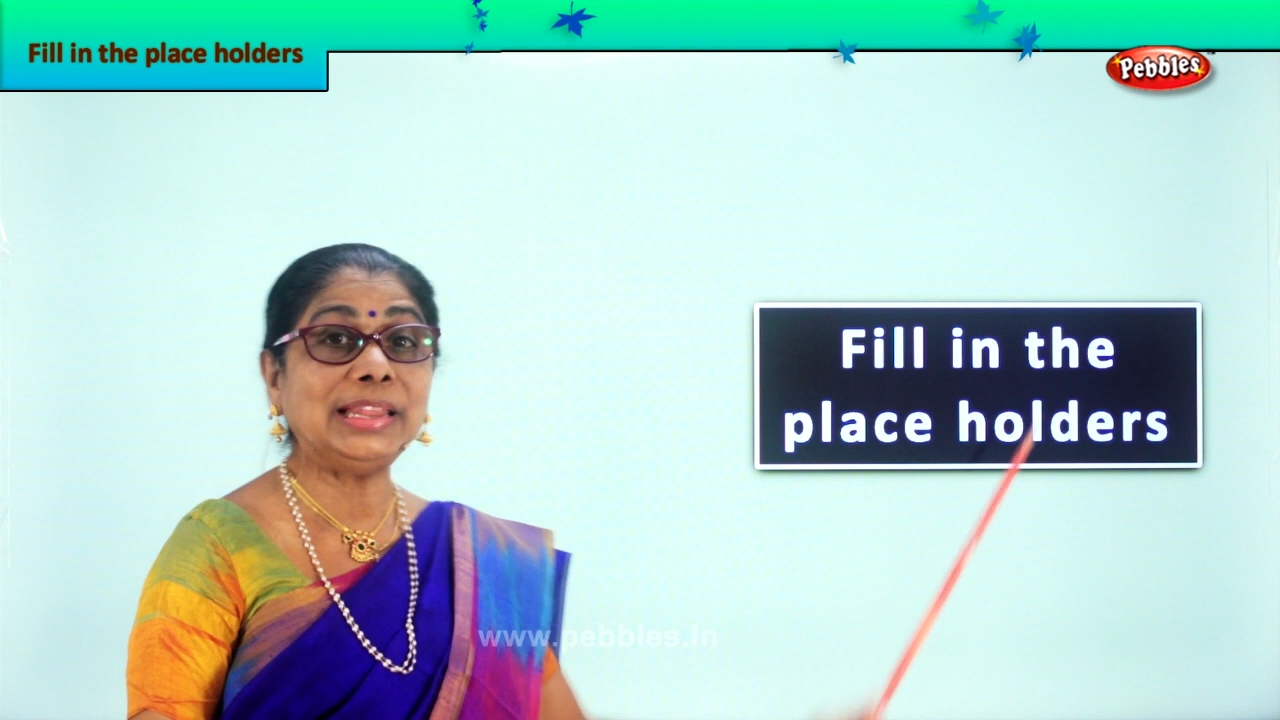 Fill in the place holders
Pebbles
Fill in the
place holders
www.pebbles.in